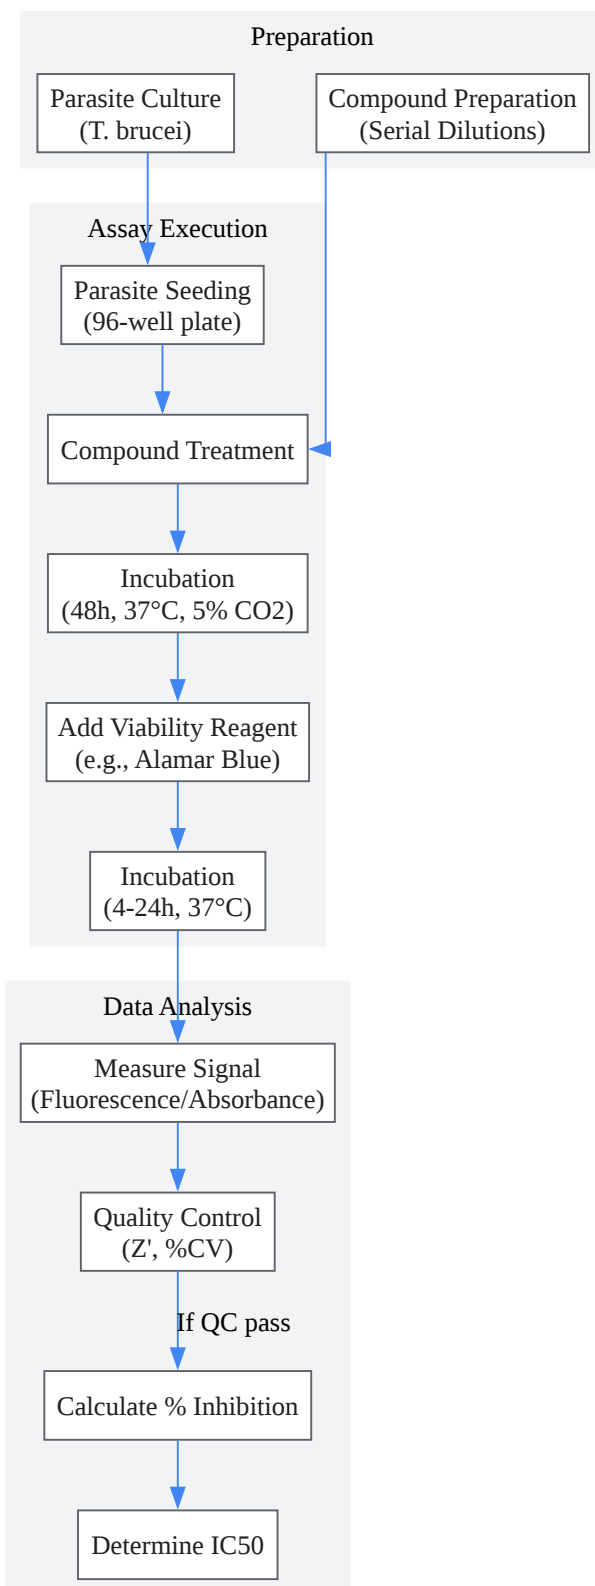 Preparation
Parasite Culture
(T. brucei)
Compound Preparation
(Serial Dilutions)
Assay Execution
Parasite Seeding
(96-well plate)
Compound Treatment
Incubation
(48h, 37°C, 5% CO2)
Add Viability Reagent
(e.g., Alamar Blue)
Incubation
(4-24h, 37°C)
Data Analysis
Measure Signal
(Fluorescence/Absorbance)
Quality Control
(Z', %CV)
If QC pass
Calculate % Inhibition
Determine IC50